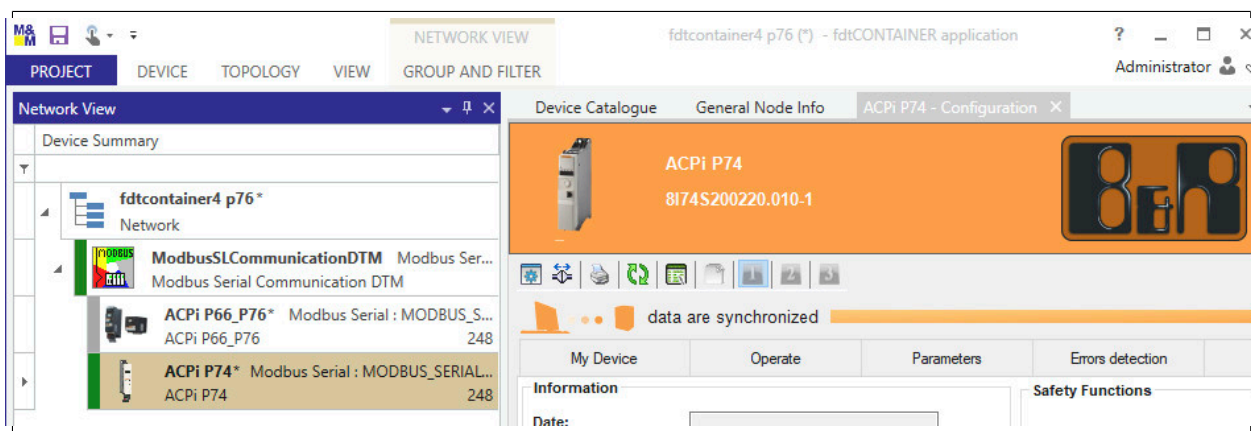 M&M
NETWORK VIEW
fdtcontainer4 p76 (*) - fdtCONTAINER application
?
PROJECT DEVICE TOPOLOGY VIEW GROUP AND FILTER
Administrator
Network View
Device Summary
fdtcontainer4 p76*
Network
MODBUS
ModbusSLCommunicationDTM Modbus Ser...
Modbus Serial Communication DTM
ACPi P66_P76* Modbus Serial : MODBUS_S...
ACPi P66_P76 248
ACPi P74* Modbus Serial : MODBUS_SERIAL...
ACPi P74 248
Device Catalogue General Node Info ACPi P74 - Configuration
ACPi P74
8I74S200220.010-1
B&R
1 2 3
data are synchronized
My Device Operate Parameters Errors detection
Information
Safety Functions
Date: